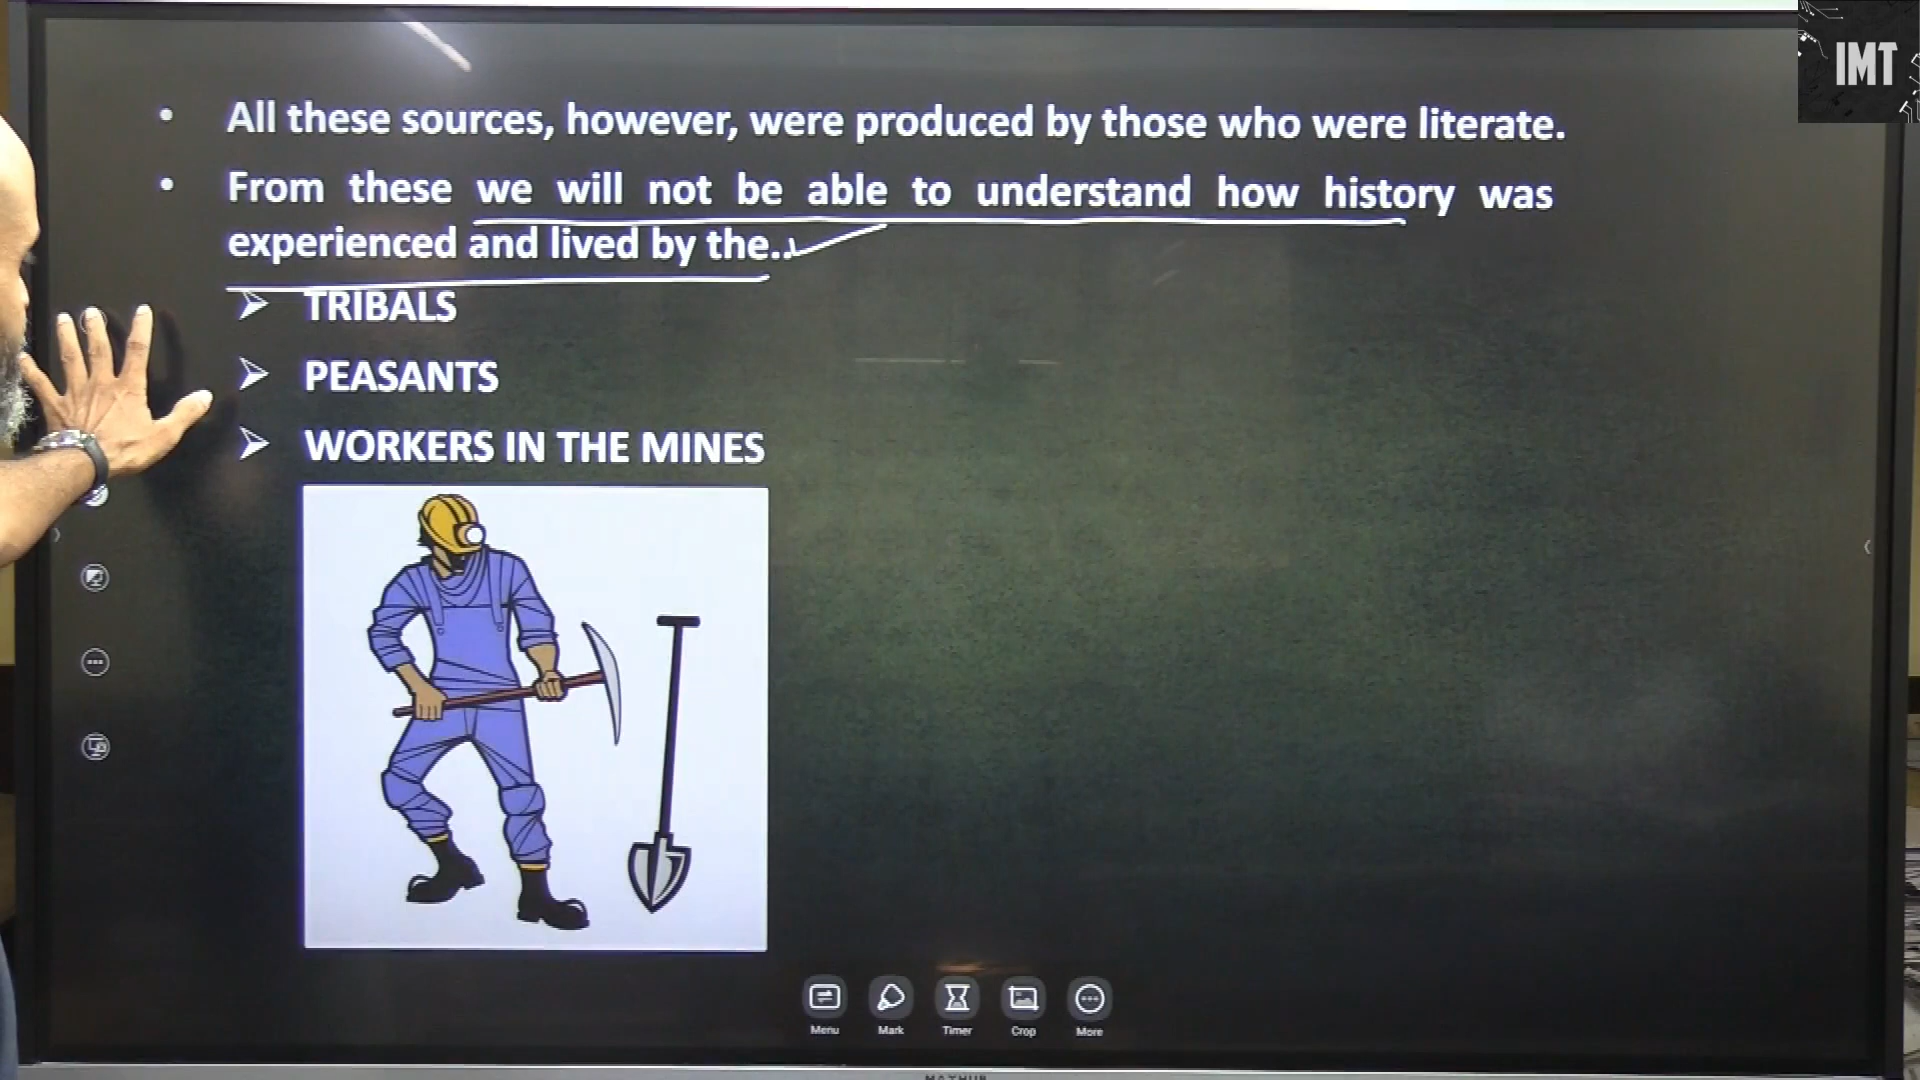 IMT
• All these sources, however, were produced by those who were literate.
• From these we will not be able to understand how history was
experienced and lived by the..
➢ TRIBALS
➢ PEASANTS
➢ WORKERS IN THE MINES
Menu Mark Timer Crop More